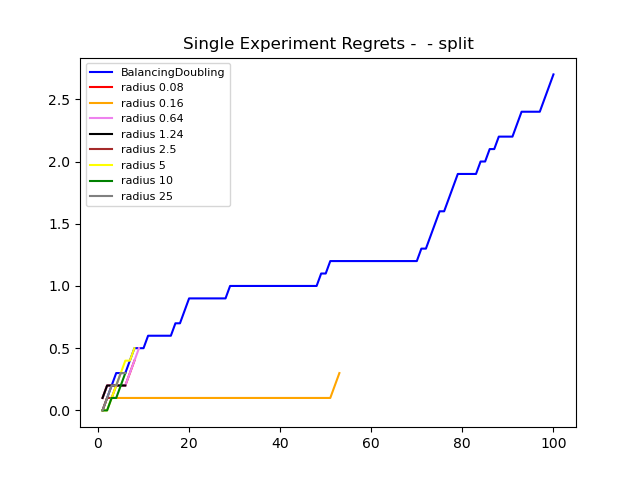 Single Experiment Regrets -  - split
BalancingDoubling
radius 0.08
radius 0.16
radius 0.64
radius 1.24
radius 2.5
radius 5
radius 10
radius 25
2.5
2.0
1.5
1.0
0.5
0.0
0 20 40 60 80 100